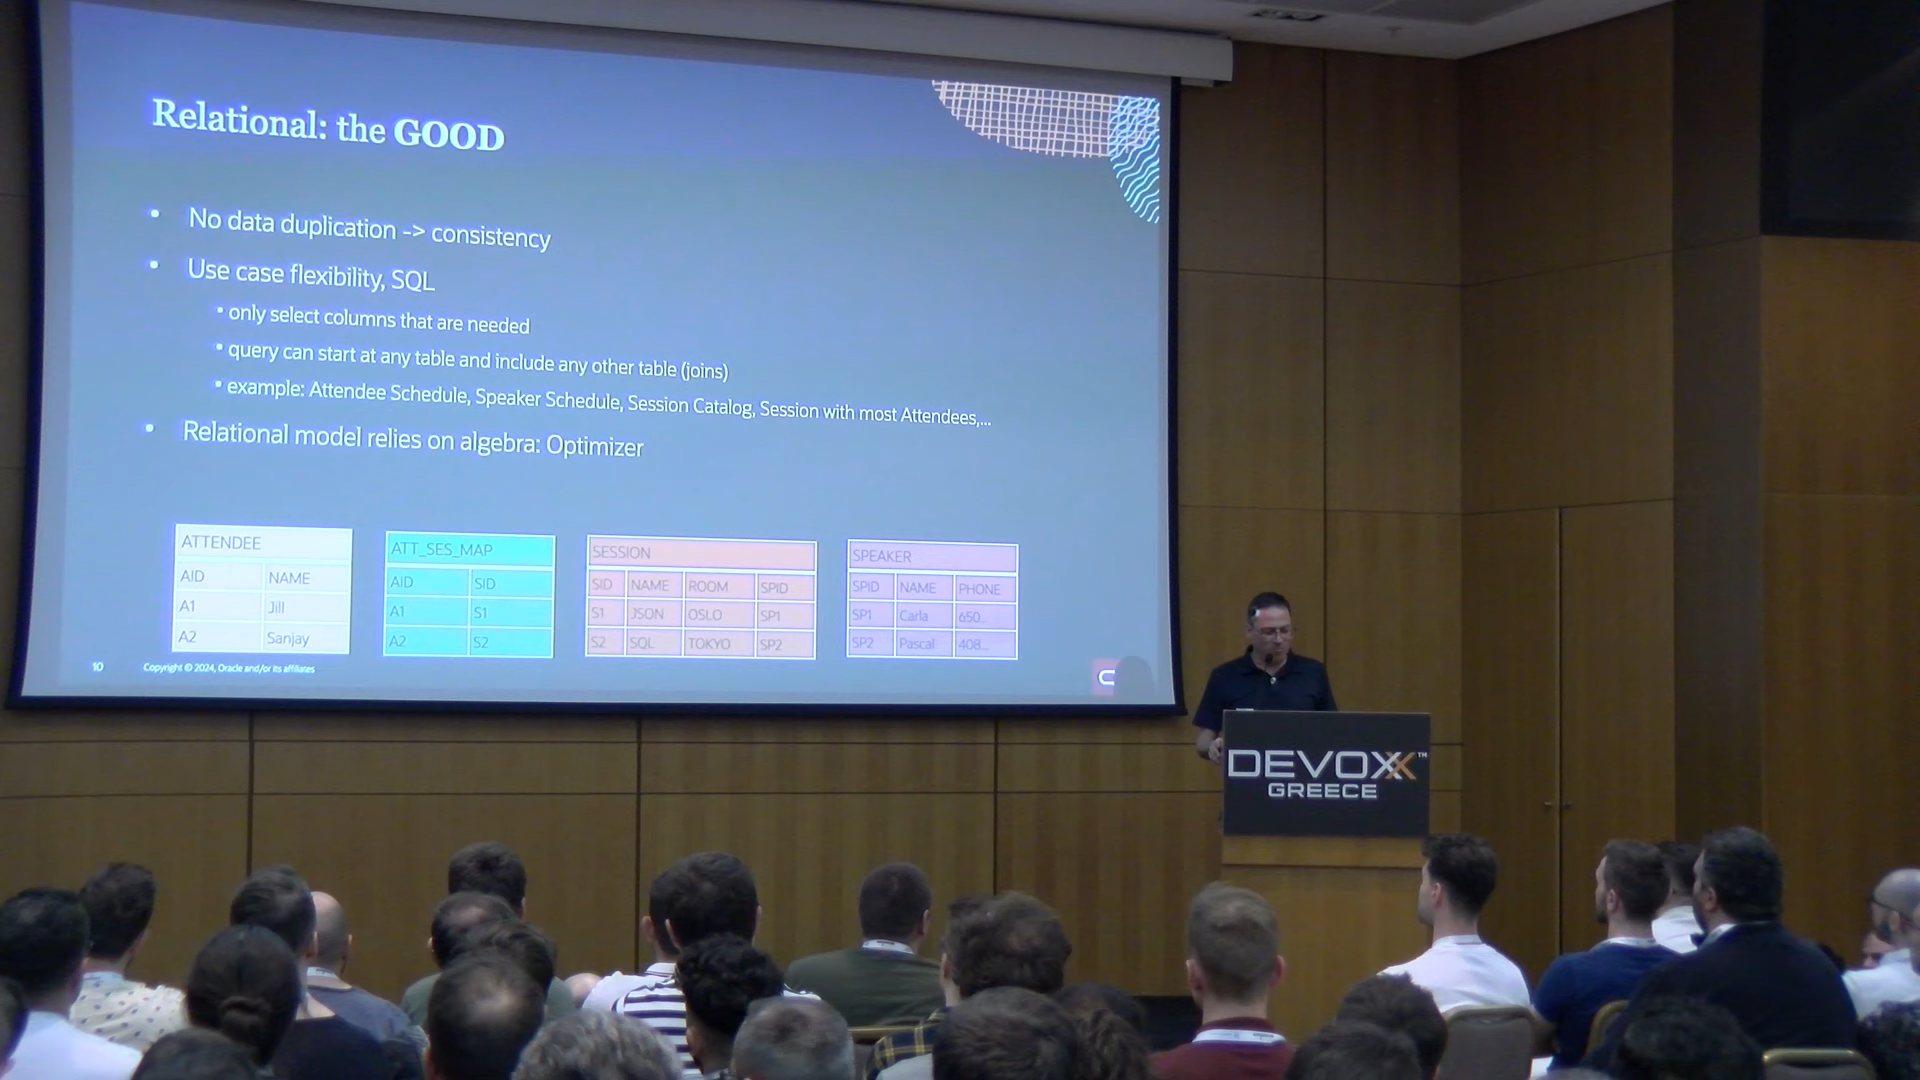 Relational: the GOOD
• No data duplication -> consistency
• Use case flexibility, SQL
▪ only select columns that are needed
▪ query can start at any table and include any other table (joins)
▪ example: Attendee Schedule, Speaker Schedule, Session Catalog, Session with most Attendees,...
• Relational model relies on algebra: Optimizer
ATTENDEE
AID NAME
A1 Jill
A2 Sanjay
ATT_SES_MAP
AID SID
A1 S1
A2 S2
SESSION
SID NAME ROOM SPID
S1 JSON OSLO SP1
S2 SQL TOKYO SP2
SPEAKER
SPID NAME PHONE
SP1 Carla 650...
SP2 Pascal 408...
10 Copyright © 2024, Oracle and/or its affiliates
DEVOXX™
GREECE